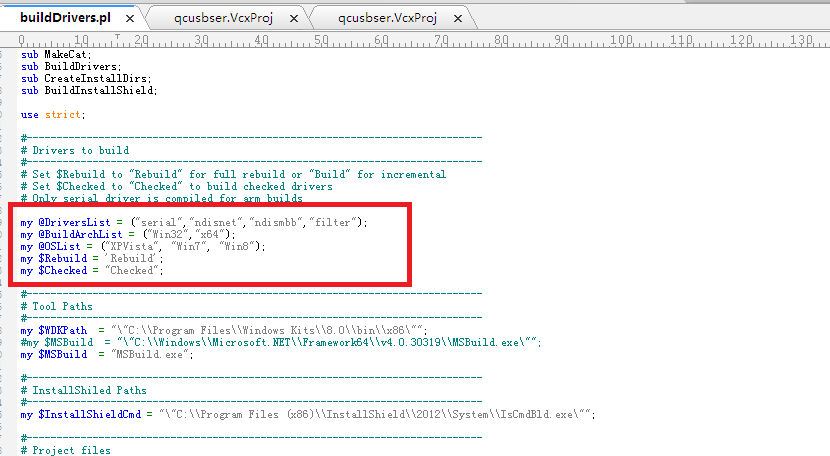 buildDrivers.pl × qcusbser.VcxProj × qcusbser.VcxProj ×
0 10 20 30 40 50 60 70 80 90 100 110 120 130
sub MakeCat;
sub BuildDrivers;
sub CreateInstallDirs;
sub BuildInstallShield;
use strict;
#-------------------------------------------------------------------------------
# Drivers to build
#-------------------------------------------------------------------------------
# Set $Rebuild to "Rebuild" for full rebuild or "Build" for incremental
# Set $Checked to "Checked" to build checked drivers
# Only serial driver is compiled for arm builds
my @DriversList = ("serial","ndisnet","ndismbb","filter");
my @BuildArchList = ("Win32","x64");
my @OSList = ("XPVista", "Win7", "Win8");
my $Rebuild = 'Rebuild';
my $Checked = "Checked";
#-------------------------------------------------------------------------------
# Tool Paths
#-------------------------------------------------------------------------------
my $WDKPath  = "\"C:\\Program Files\\Windows Kits\\8.0\\bin\\x86\"";
#my $MSBuild  = "\"C:\\Windows\\Microsoft.NET\\Framework64\\v4.0.30319\\MSBuild.exe\"";
my $MSBuild  = "MSBuild.exe";
#-------------------------------------------------------------------------------
# InstallShiled Paths
#-------------------------------------------------------------------------------
my $InstallShieldCmd = "\"C:\\Program Files (x86)\\InstallShield\\2012\\System\\IsCmdBld.exe\"";
#-------------------------------------------------------------------------------
# Project files